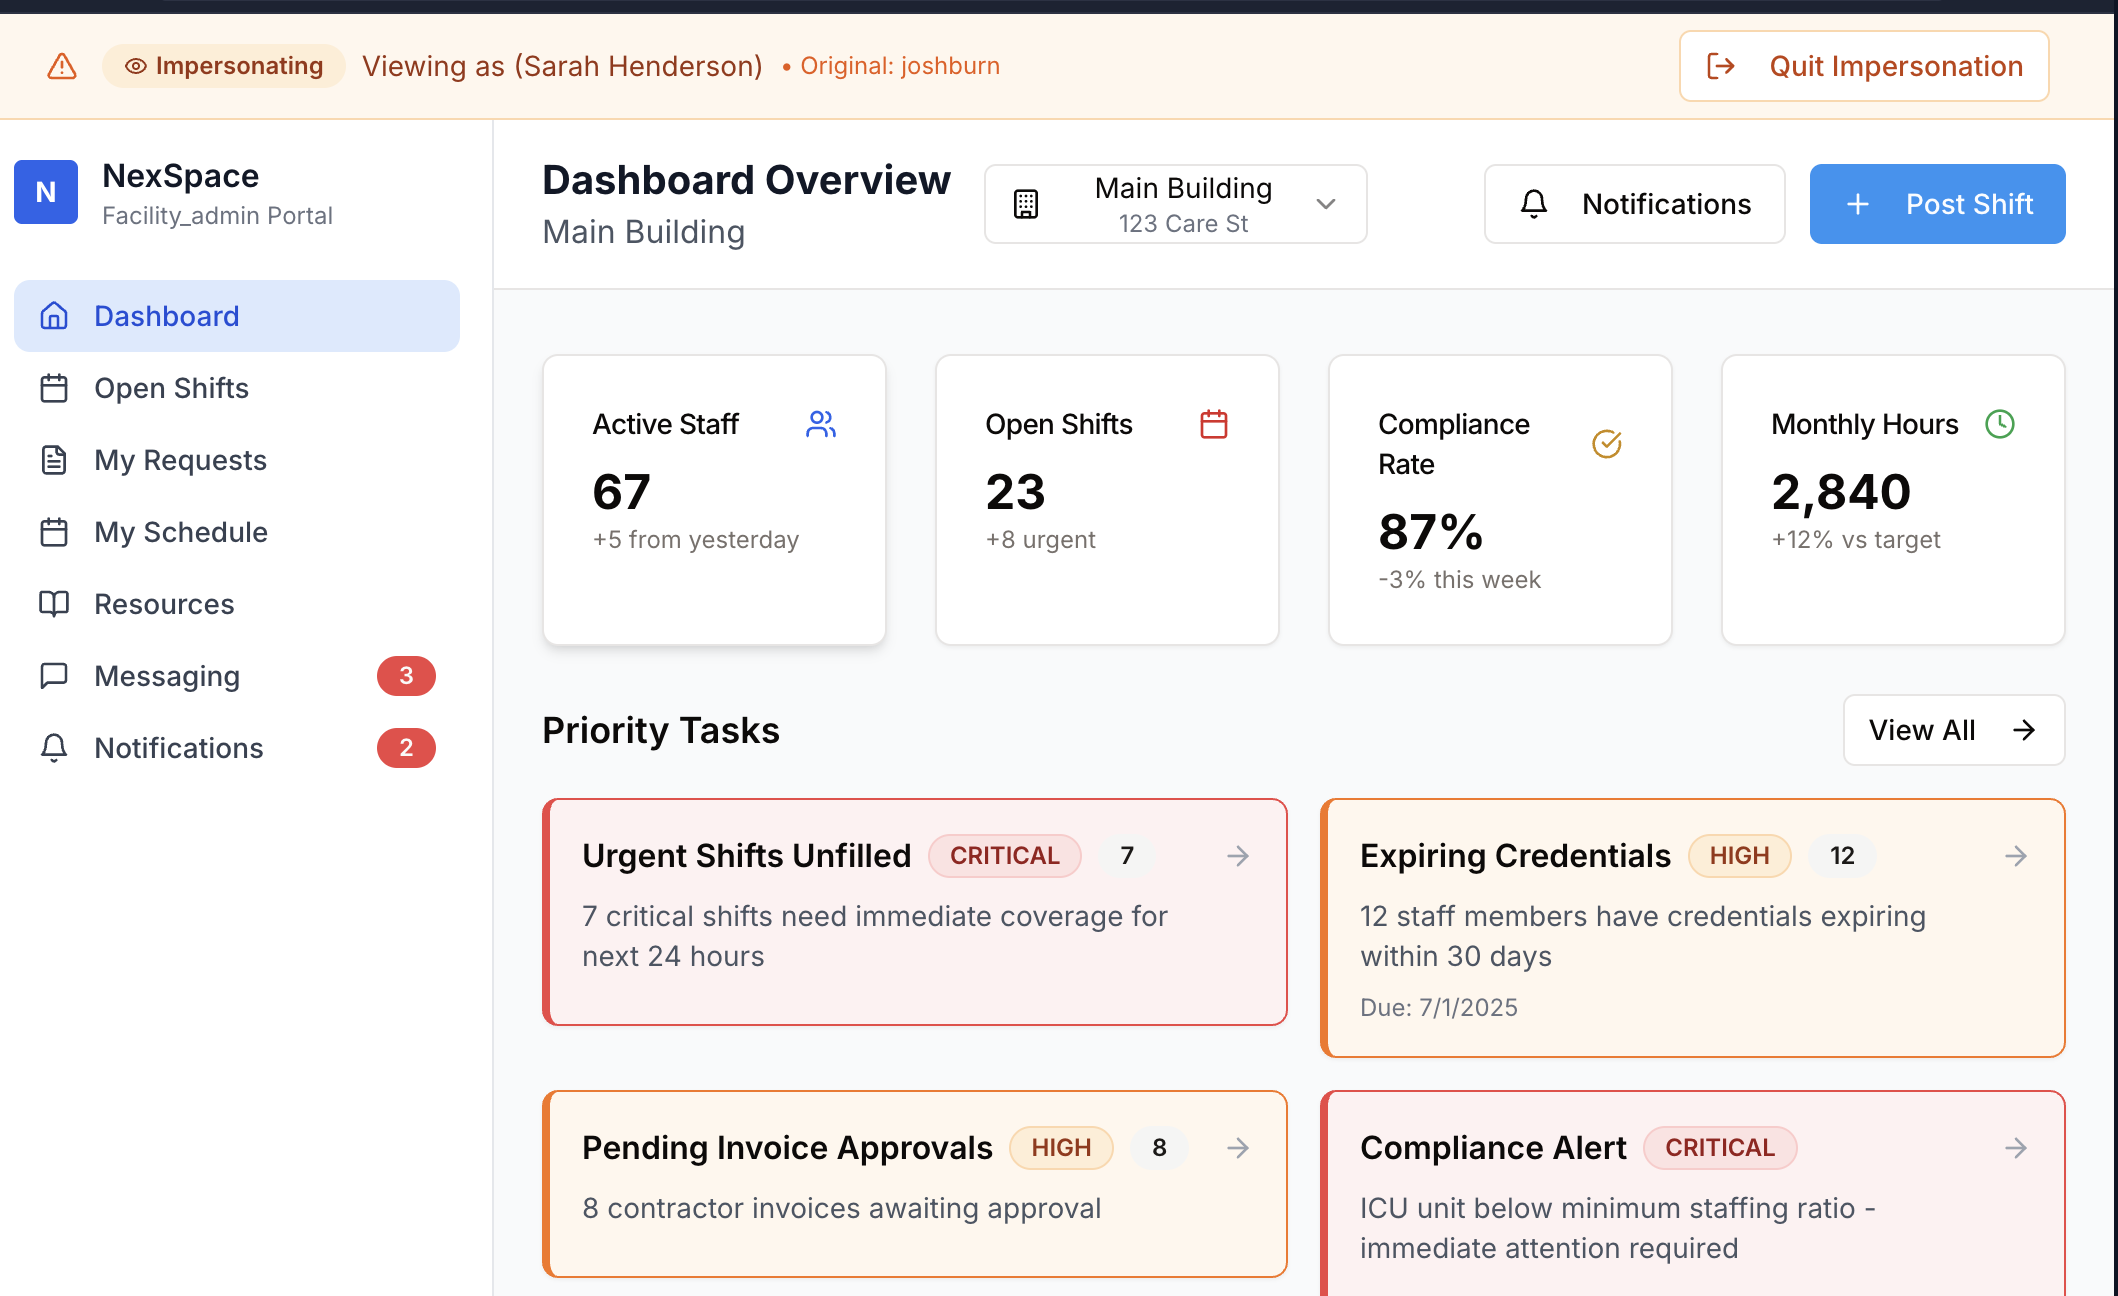 Impersonating Viewing as (Sarah Henderson) • Original: joshburn
Quit Impersonation
N
NexSpace
Facility_admin Portal
Dashboard
Open Shifts
My Requests
My Schedule
Resources
Messaging 3
Notifications 2
Dashboard Overview
Main Building
Main Building
123 Care St
Notifications
Post Shift
Active Staff
67
+5 from yesterday
Open Shifts
23
+8 urgent
Compliance
Rate
87%
-3% this week
Monthly Hours
2,840
+12% vs target
Priority Tasks
View All
Urgent Shifts Unfilled CRITICAL 7
7 critical shifts need immediate coverage for
next 24 hours
Expiring Credentials HIGH 12
12 staff members have credentials expiring
within 30 days
Due: 7/1/2025
Pending Invoice Approvals HIGH 8
8 contractor invoices awaiting approval
Compliance Alert CRITICAL
ICU unit below minimum staffing ratio -
immediate attention required